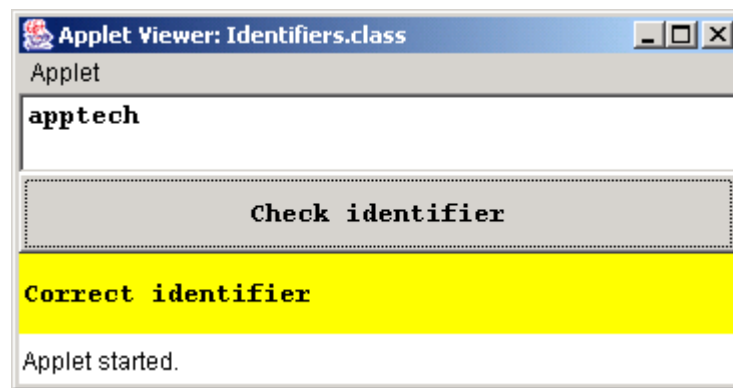 Applet Viewer: Identifiers.class
Applet
apptech
Check identifier
Correct identifier
Applet started.